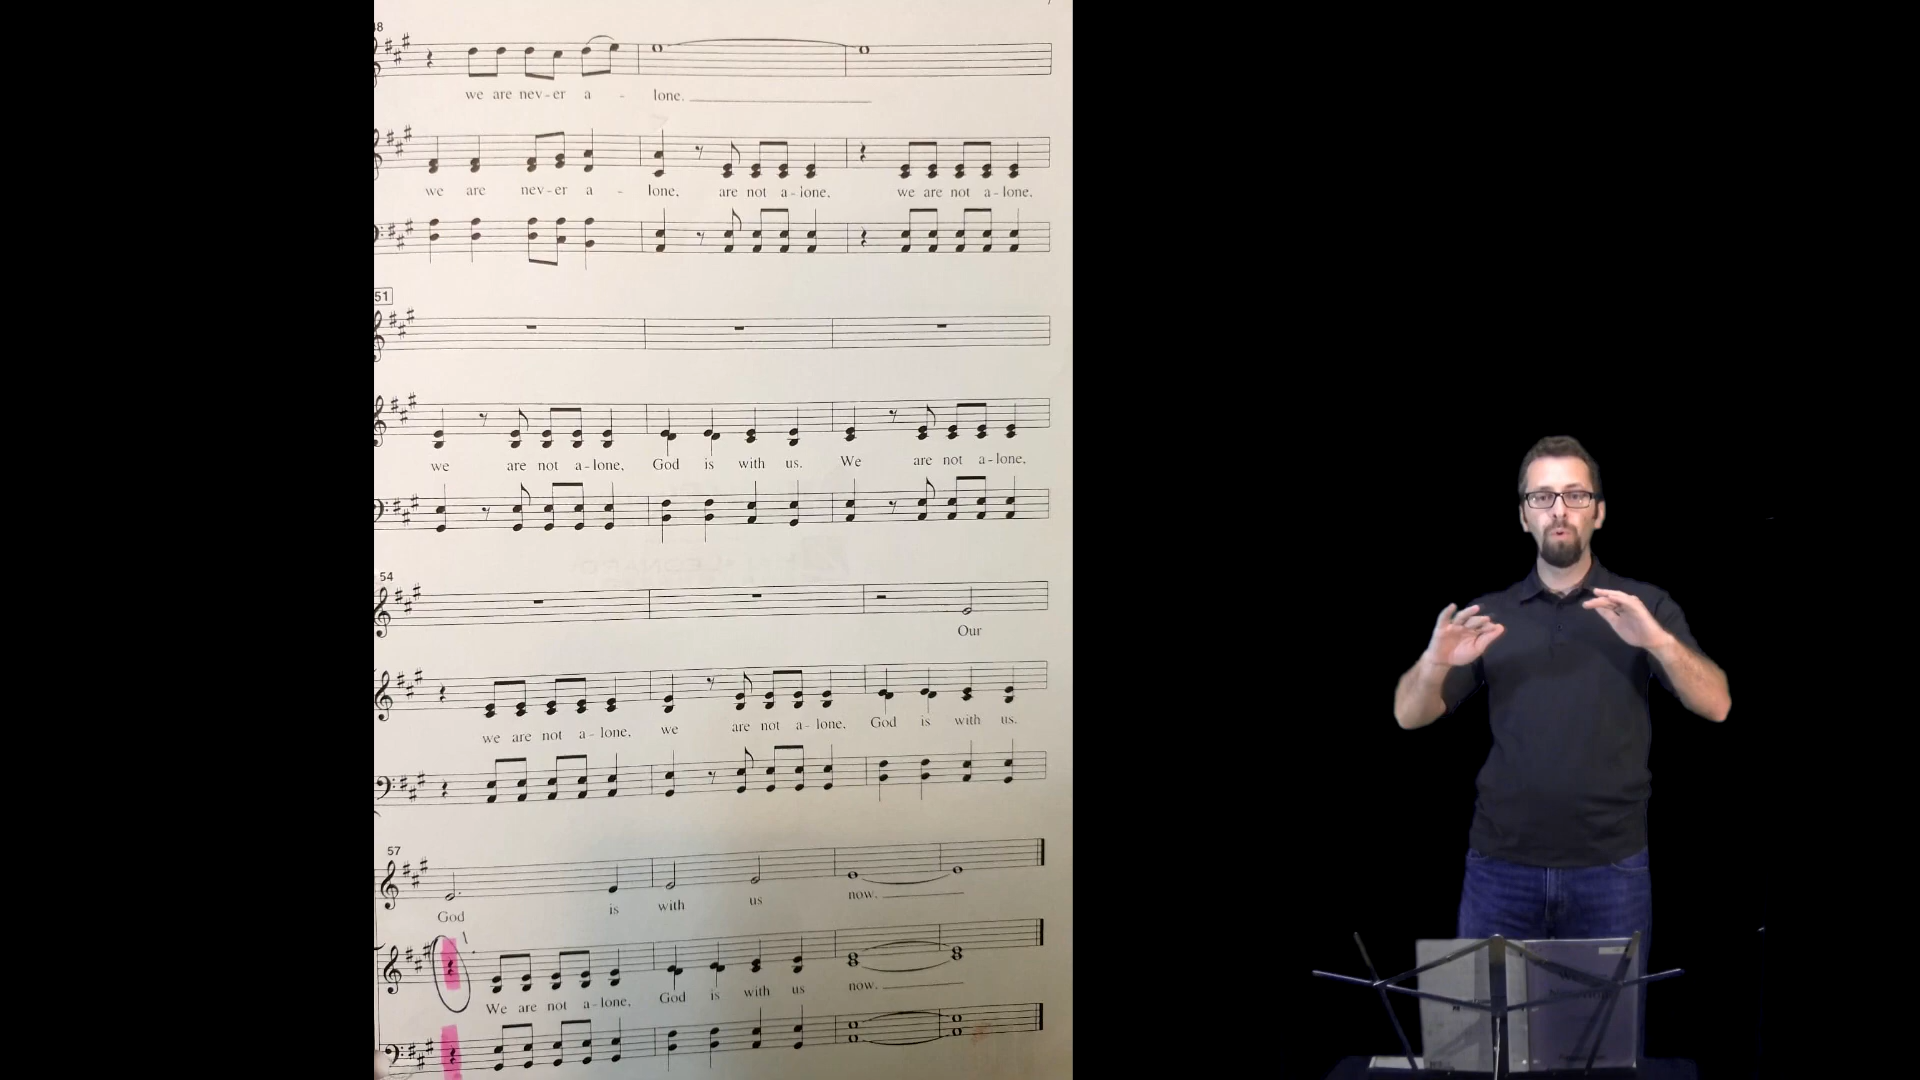 48
we are nev-er a - lone.
we are nev-er a - lone, are not a-lone, we are not a-lone,
51
we are not a-lone, God is with us. We are not a-lone,
54
Our
we are not a-lone, we are not a-lone, God is with us.
57
God is with us now.
We are not a-lone, God is with us now.